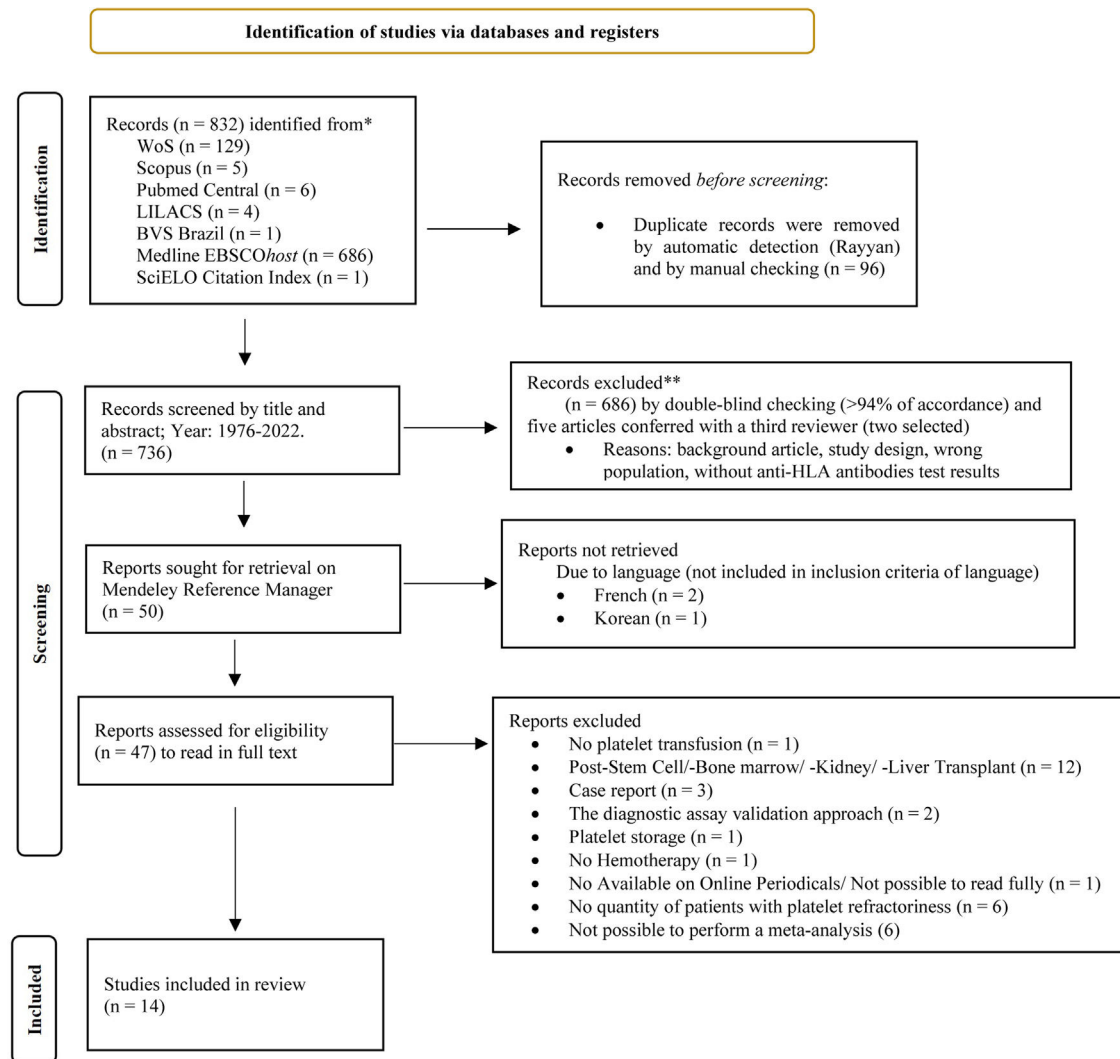 Identification of studies via databases and registers
Identification
Records (n = 832) identified from*
WoS (n = 129)
Scopus (n = 5)
Pubmed Central (n = 6)
LILACS (n = 4)
BVS Brazil (n = 1)
Medline EBSCOhost (n = 686)
SciELO Citation Index (n = 1)
Records removed before screening:
• Duplicate records were removed
by automatic detection (Rayyan)
and by manual checking (n = 96)
Screening
Records screened by title and
abstract; Year: 1976-2022.
(n = 736)
Records excluded**
(n = 686) by double-blind checking (>94% of accordance) and
five articles conferred with a third reviewer (two selected)
• Reasons: background article, study design, wrong
population, without anti-HLA antibodies test results
Reports sought for retrieval on
Mendeley Reference Manager
(n = 50)
Reports not retrieved
Due to language (not included in inclusion criteria of language)
• French (n = 2)
• Korean (n = 1)
Reports assessed for eligibility
(n = 47) to read in full text
Reports excluded
• No platelet transfusion (n = 1)
• Post-Stem Cell/-Bone marrow/ -Kidney/ -Liver Transplant (n = 12)
• Case report (n = 3)
• The diagnostic assay validation approach (n = 2)
• Platelet storage (n = 1)
• No Hemotherapy (n = 1)
• No Available on Online Periodicals/ Not possible to read fully (n = 1)
• No quantity of patients with platelet refractoriness (n = 6)
• Not possible to perform a meta-analysis (6)
Included
Studies included in review
(n = 14)